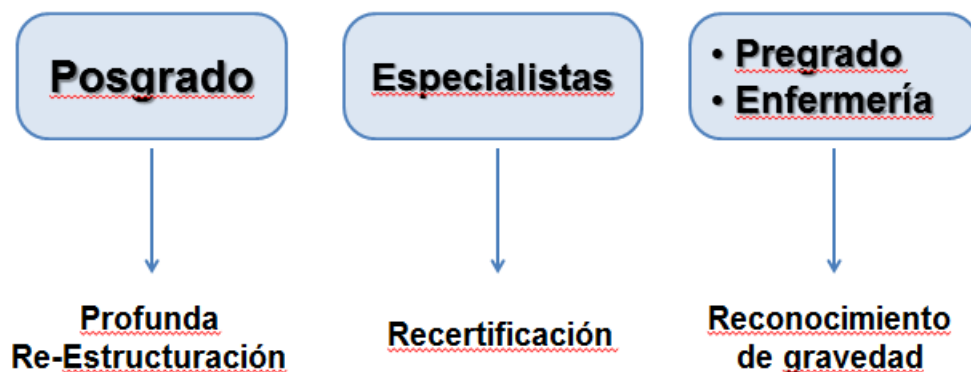 Posgrado
Especialistas
• Pregrado
• Enfermería
Profunda
Re-Estructuración
Recertificación
Reconocimiento
de gravedad